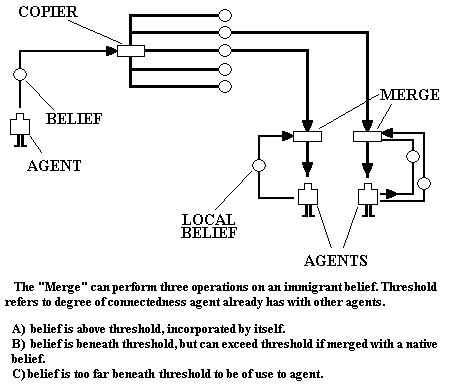 COPIER
MERGE
BELIEF
AGENT
LOCAL
BELIEF
AGENTS
The "Merge" can perform three operations on an immigrant belief. Threshold
refers to degree of connectedness agent already has with other agents.
A) belief is above threshold, incorporated by itself.
B) belief is beneath threshold, but can exceed threshold if merged with a native
belief.
C) belief is too far beneath threshold to be of use to agent.